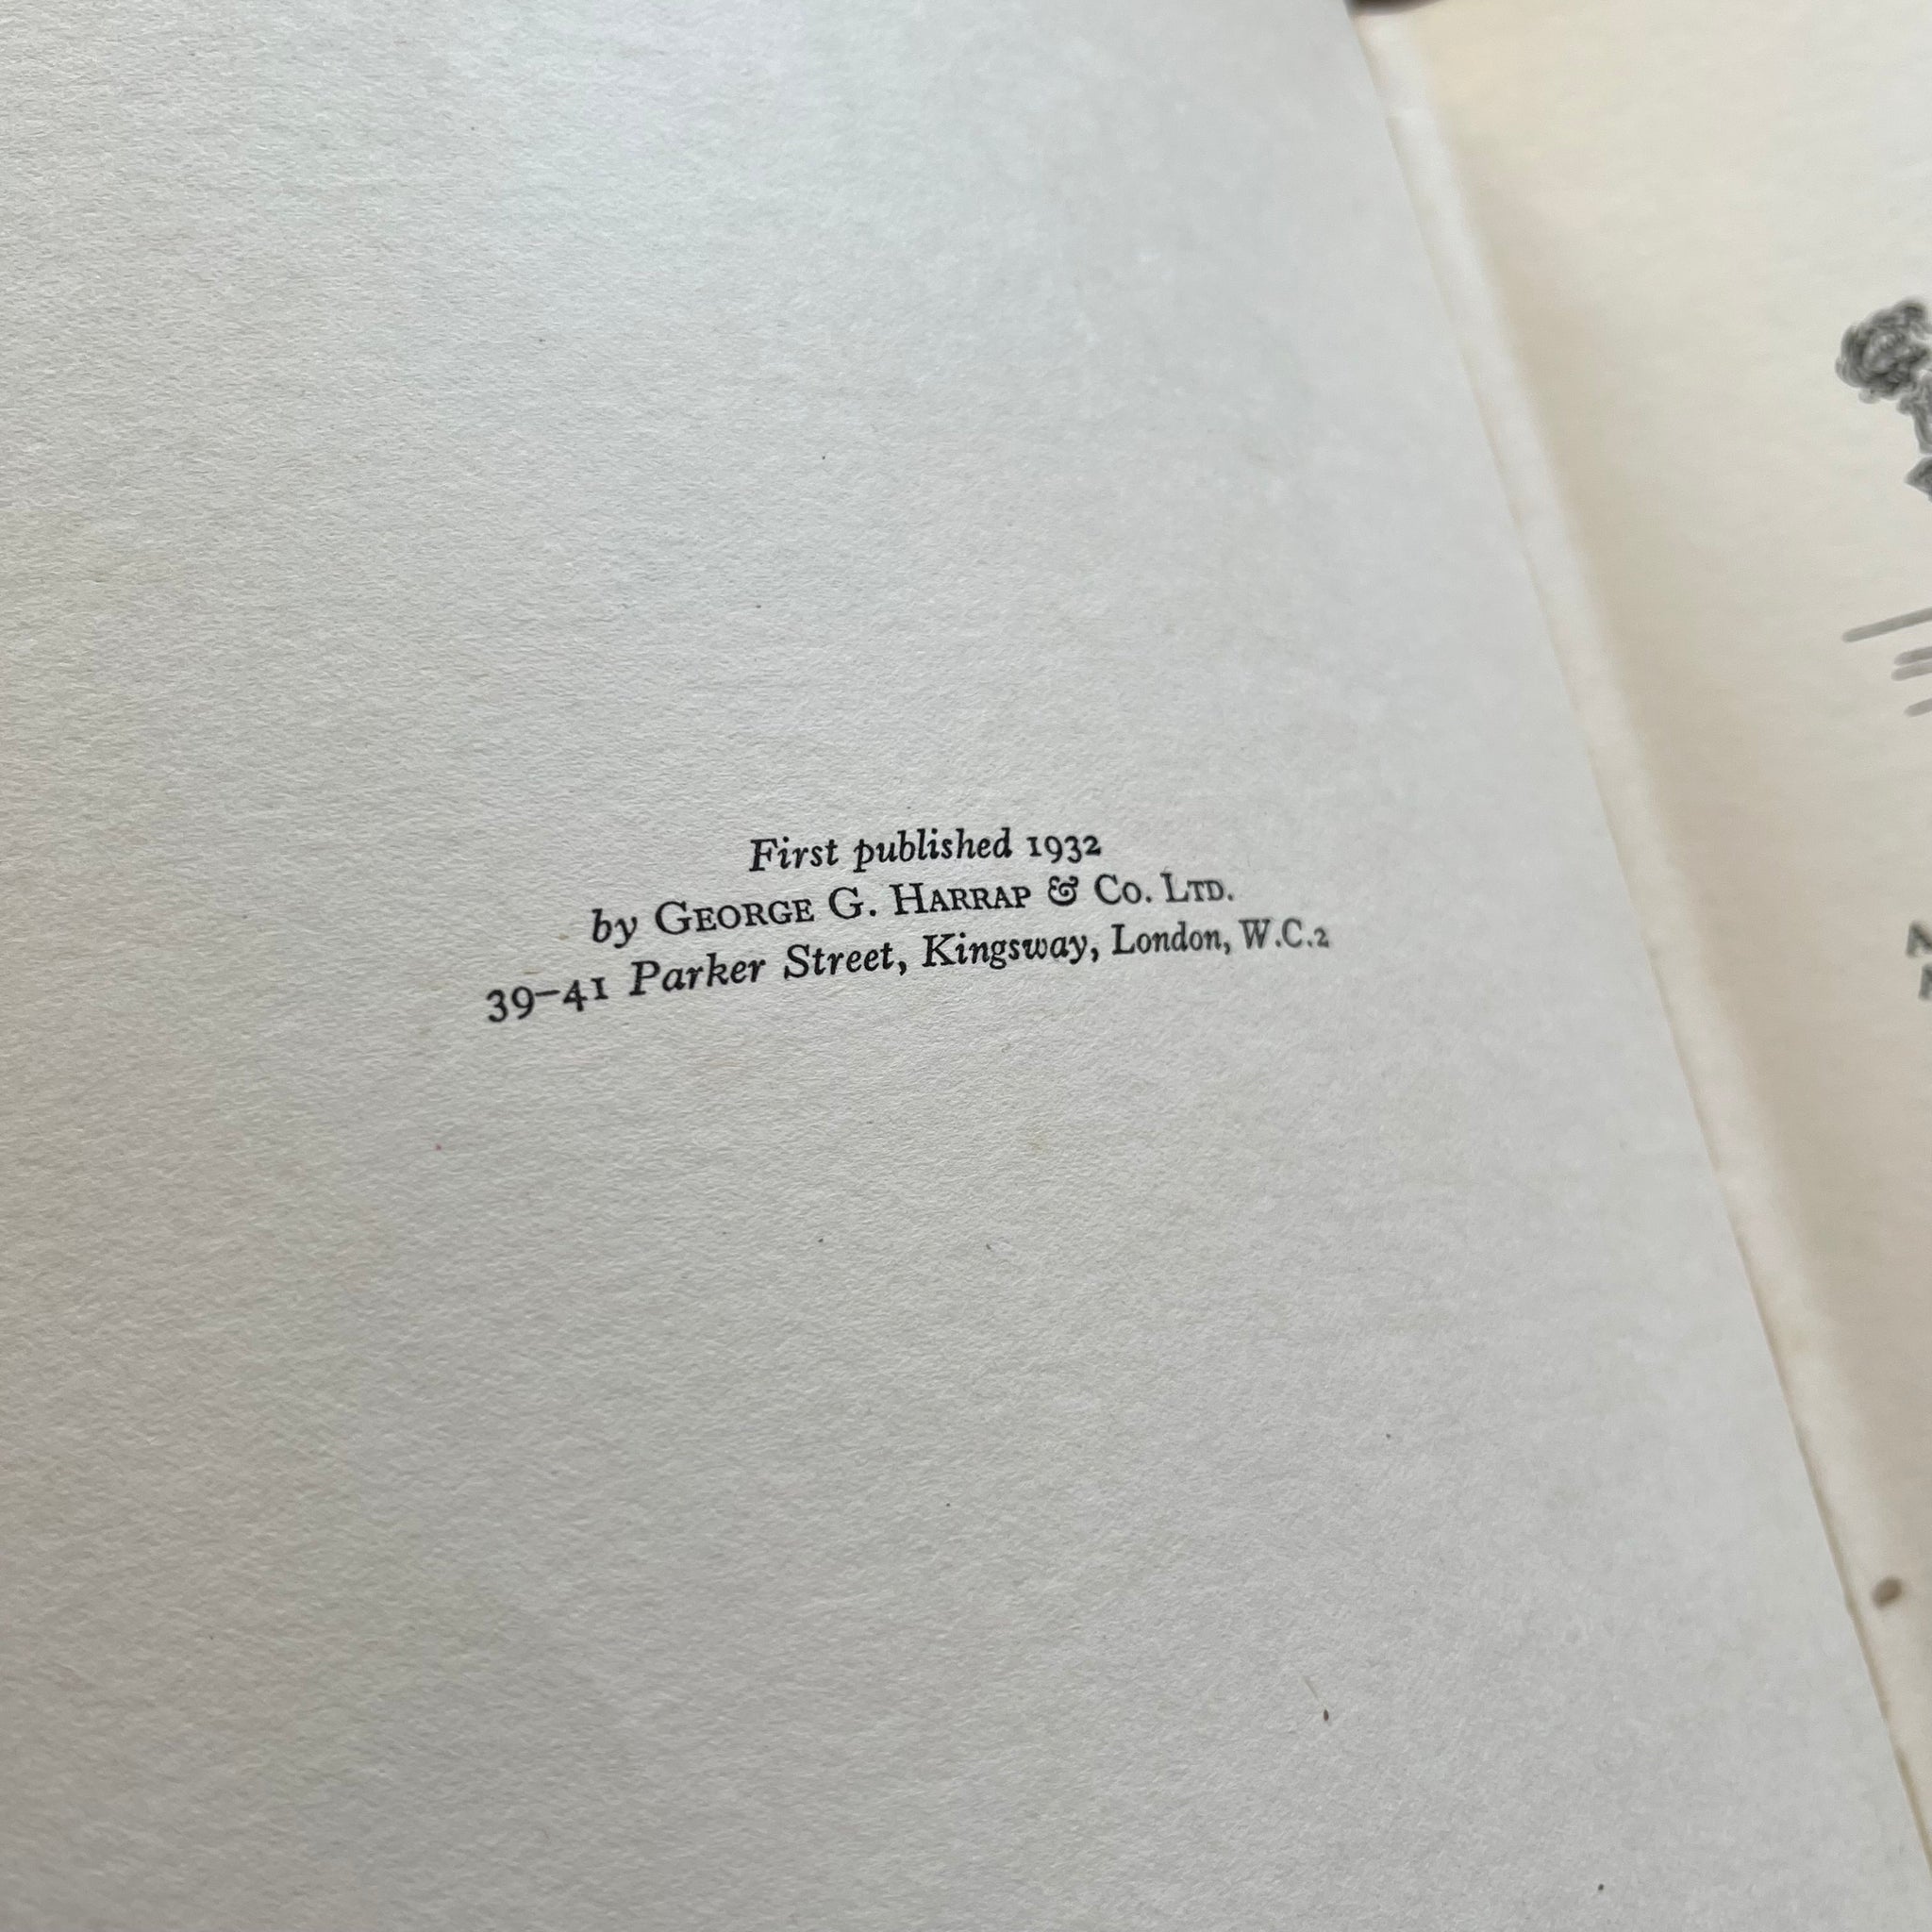 First published 1932
by GEORGE G. HARRAP & CO. LTD.
39–41 Parker Street, Kingsway, London, W.C.2